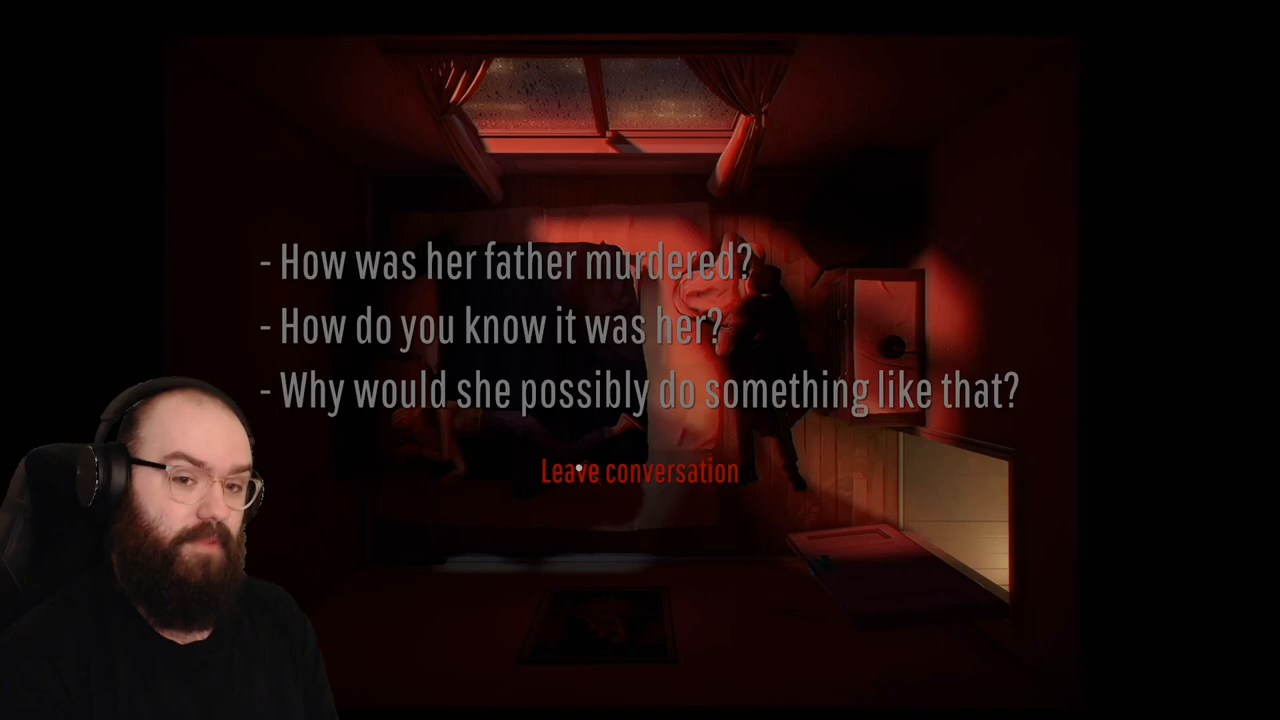 - How was her father murdered?
- How do you know it was her?
- Why would she possibly do something like that?
Leave conversation